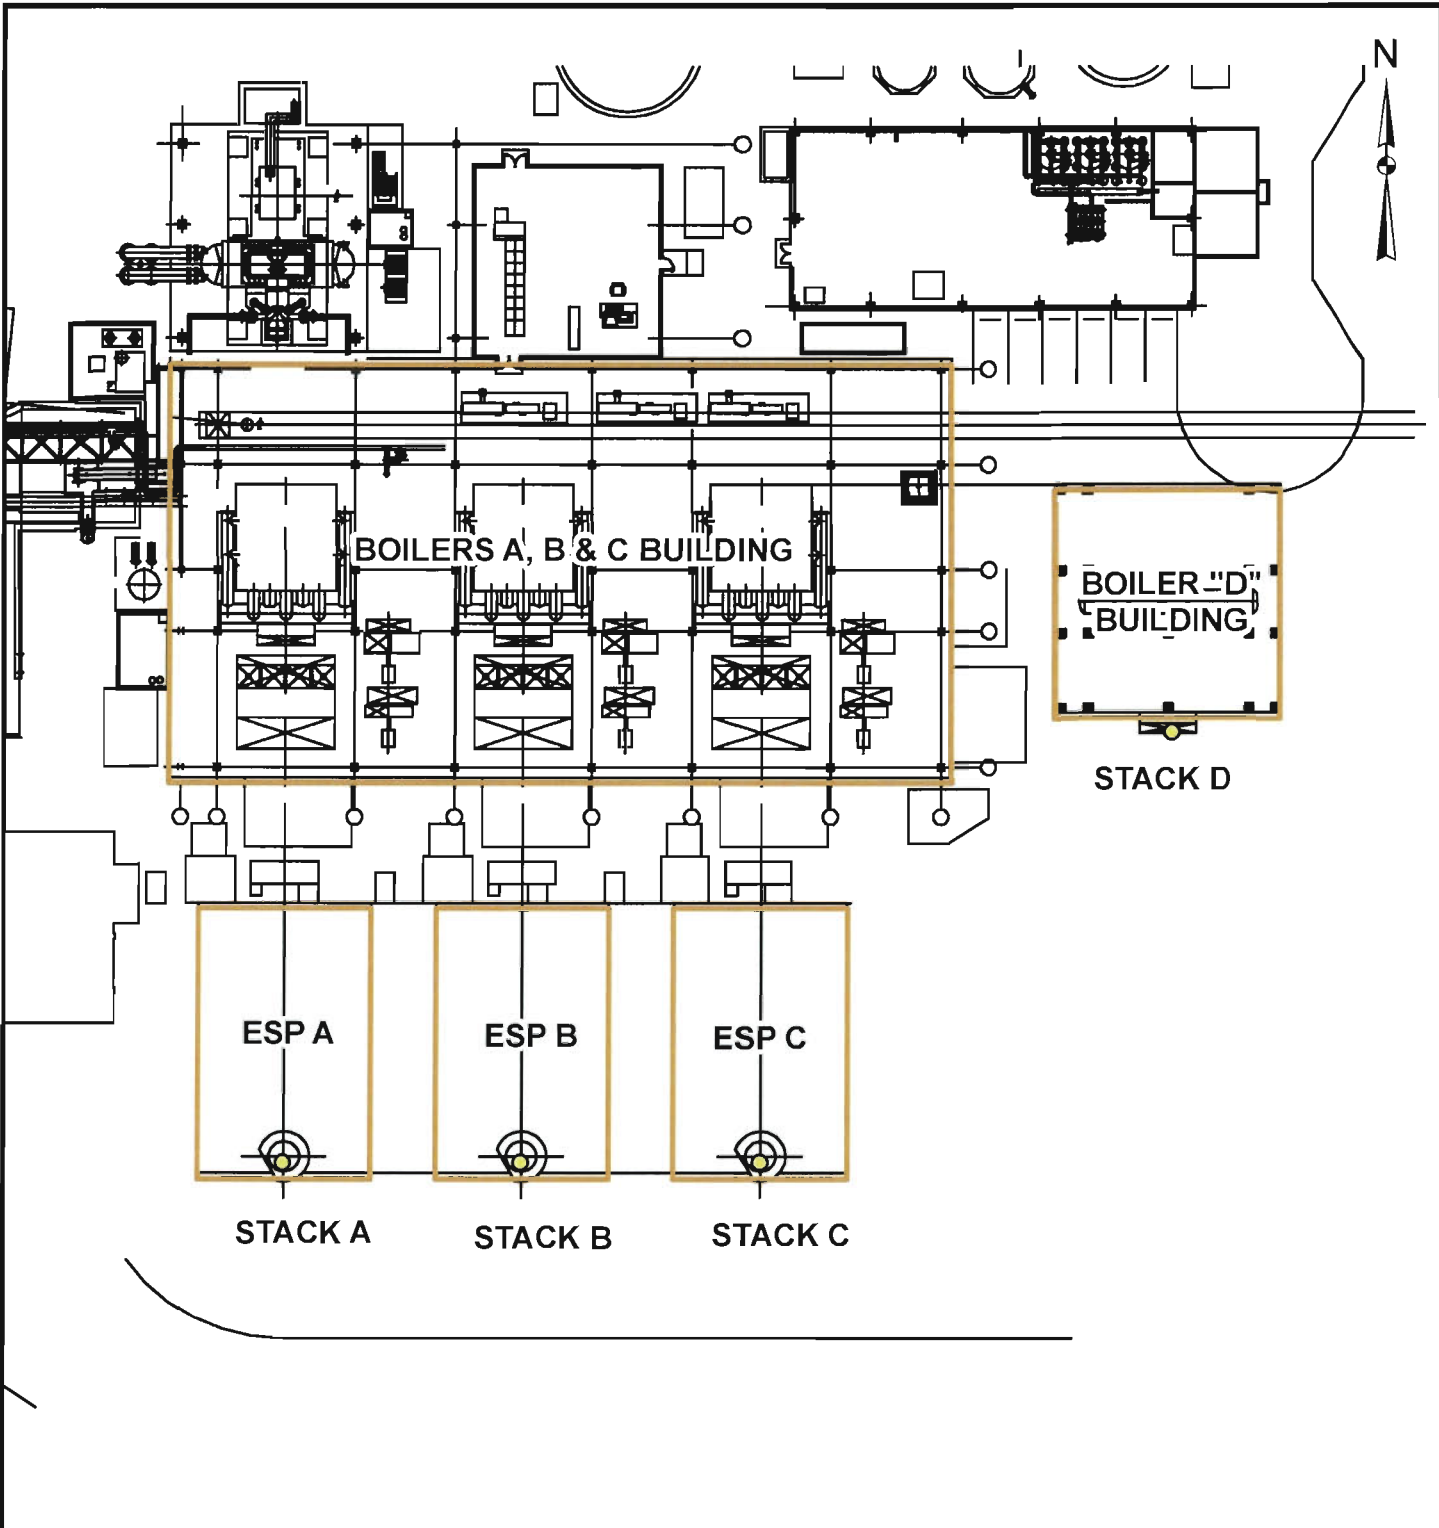 N
BOILERS A, B & C BUILDING
BOILER "D"
BUILDING
STACK D
ESP A
ESP B
ESP C
STACK A
STACK B
STACK C